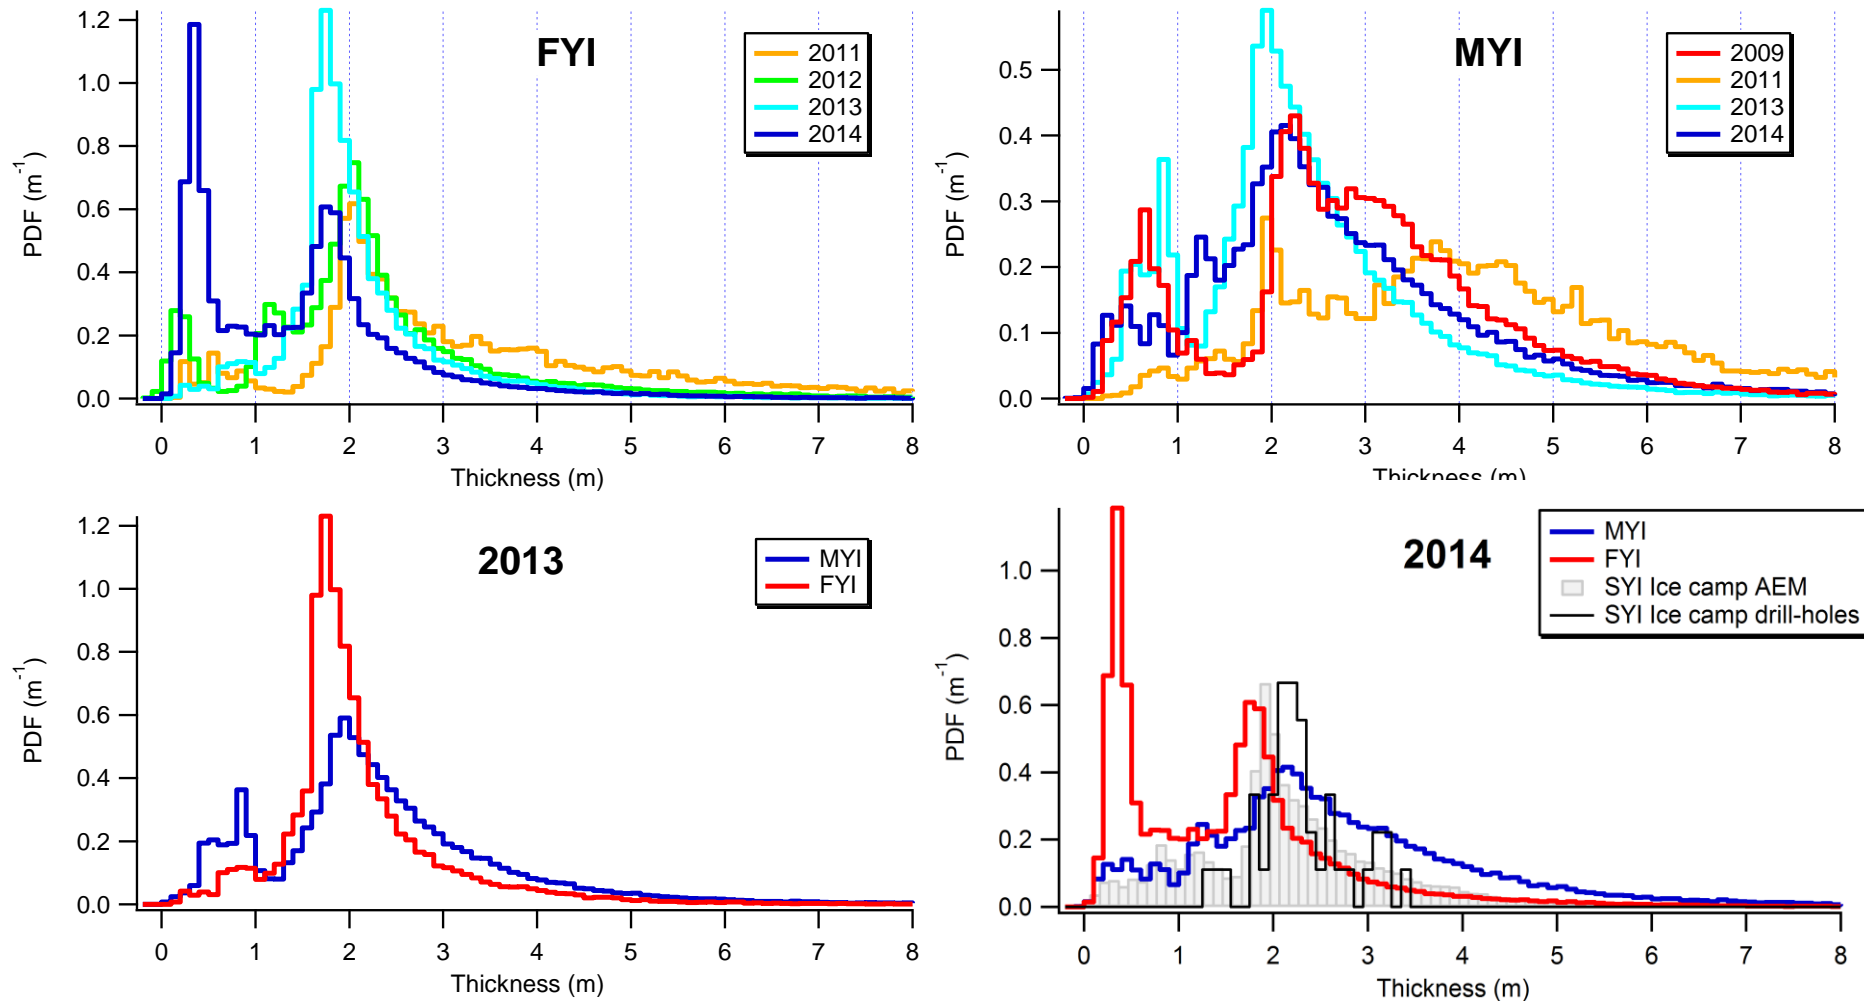 FYI
2011
2012
2013
2014
1.2
1.0
0.8
0.6
0.4
0.2
0.0
PDF (m-1)
0 1 2 3 4 5 6 7 8
Thickness (m)
MYI
2009
2011
2013
2014
0.5
0.4
0.3
0.2
0.1
0.0
PDF (m-1)
0 1 2 3 4 5 6 7 8
Thickness (m)
2013
MYI
FYI
1.2
1.0
0.8
0.6
0.4
0.2
0.0
PDF (m-1)
0 1 2 3 4 5 6 7 8
Thickness (m)
2014
MYI
FYI
SYI Ice camp AEM
SYI Ice camp drill-holes
1.0
0.8
0.6
0.4
0.2
0.0
PDF (m-1)
0 1 2 3 4 5 6 7 8
Thickness (m)